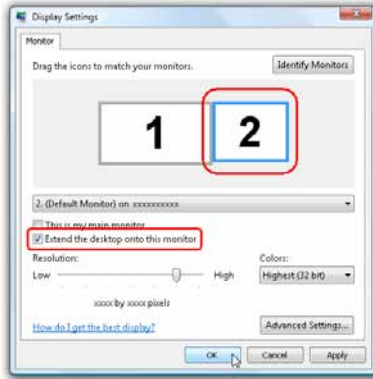 Display Settings
Monitor
Drag the icons to match your monitors.
Identify Monitors
1 2
2. (Default Monitor) on xxxxxxxxxx
This is my main monitor
Extend the desktop onto this monitor
Resolution:
Colors:
Low High
Highest (32 bit)
xxxx by xxxx pixels
How do I get the best display?
Advanced Settings...
OK Cancel Apply